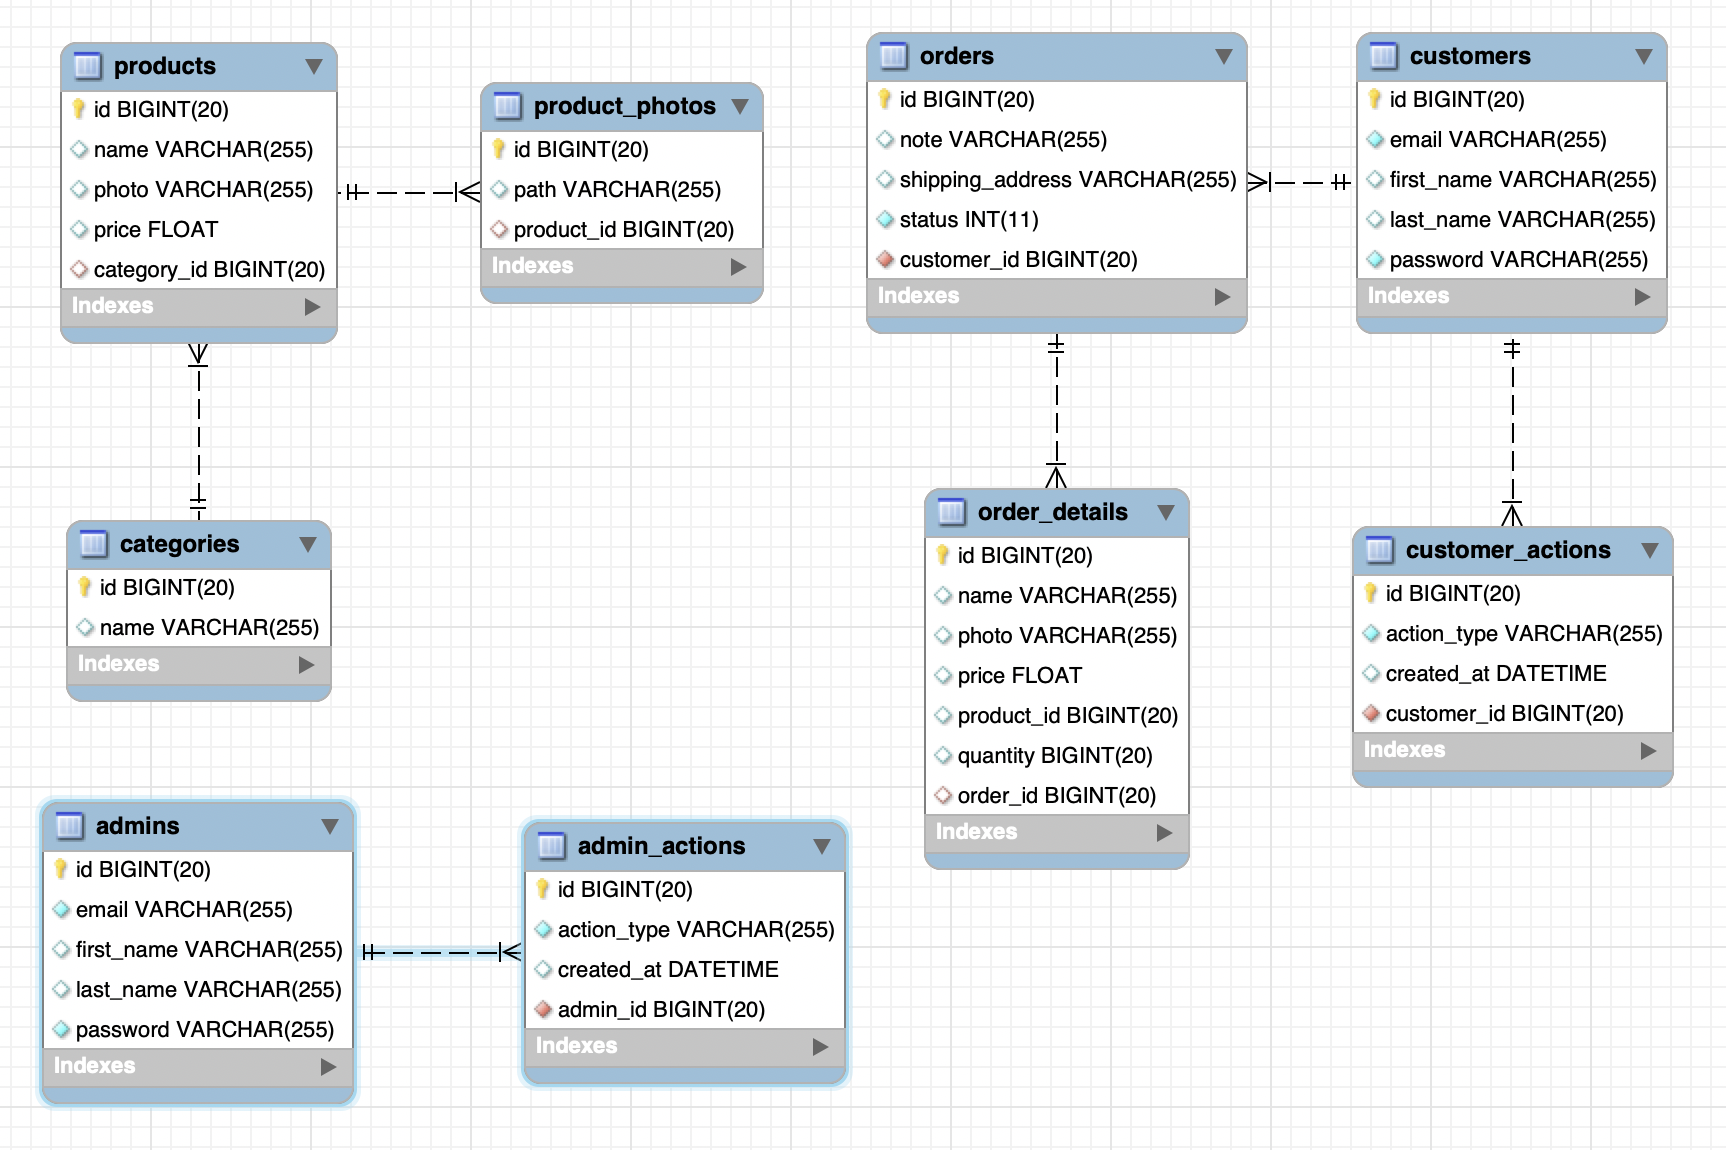 products
id BIGINT(20)
name VARCHAR(255)
photo VARCHAR(255)
price FLOAT
category_id BIGINT(20)
Indexes
product_photos
id BIGINT(20)
path VARCHAR(255)
product_id BIGINT(20)
Indexes
orders
id BIGINT(20)
note VARCHAR(255)
shipping_address VARCHAR(255)
status INT(11)
customer_id BIGINT(20)
Indexes
customers
id BIGINT(20)
email VARCHAR(255)
first_name VARCHAR(255)
last_name VARCHAR(255)
password VARCHAR(255)
Indexes
categories
id BIGINT(20)
name VARCHAR(255)
Indexes
order_details
id BIGINT(20)
name VARCHAR(255)
photo VARCHAR(255)
price FLOAT
product_id BIGINT(20)
quantity BIGINT(20)
order_id BIGINT(20)
Indexes
customer_actions
id BIGINT(20)
action_type VARCHAR(255)
created_at DATETIME
customer_id BIGINT(20)
Indexes
admins
id BIGINT(20)
email VARCHAR(255)
first_name VARCHAR(255)
last_name VARCHAR(255)
password VARCHAR(255)
Indexes
admin_actions
id BIGINT(20)
action_type VARCHAR(255)
created_at DATETIME
admin_id BIGINT(20)
Indexes